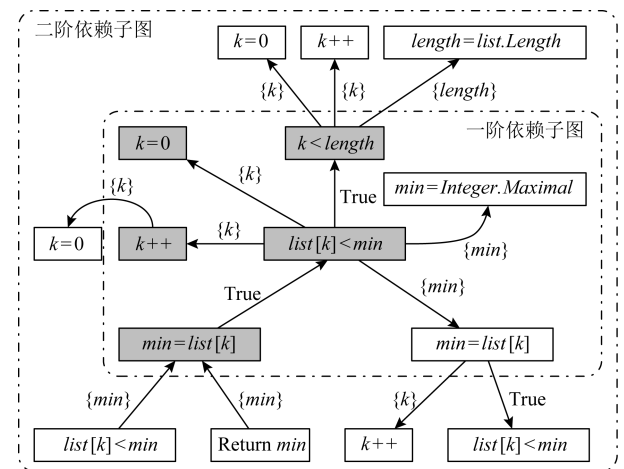 二阶依赖子图
k=0
k++
length=list.Length
{k}
{k}
{length}
一阶依赖子图
k=0
k<length
{k}
True
min=Integer.Maximal
{k}
k=0
k++
{k}
list[k]<min
{min}
{min}
True
min=list[k]
min=list[k]
{min}
{min}
{k}
True
list[k]<min
Return min
k++
list[k]<min